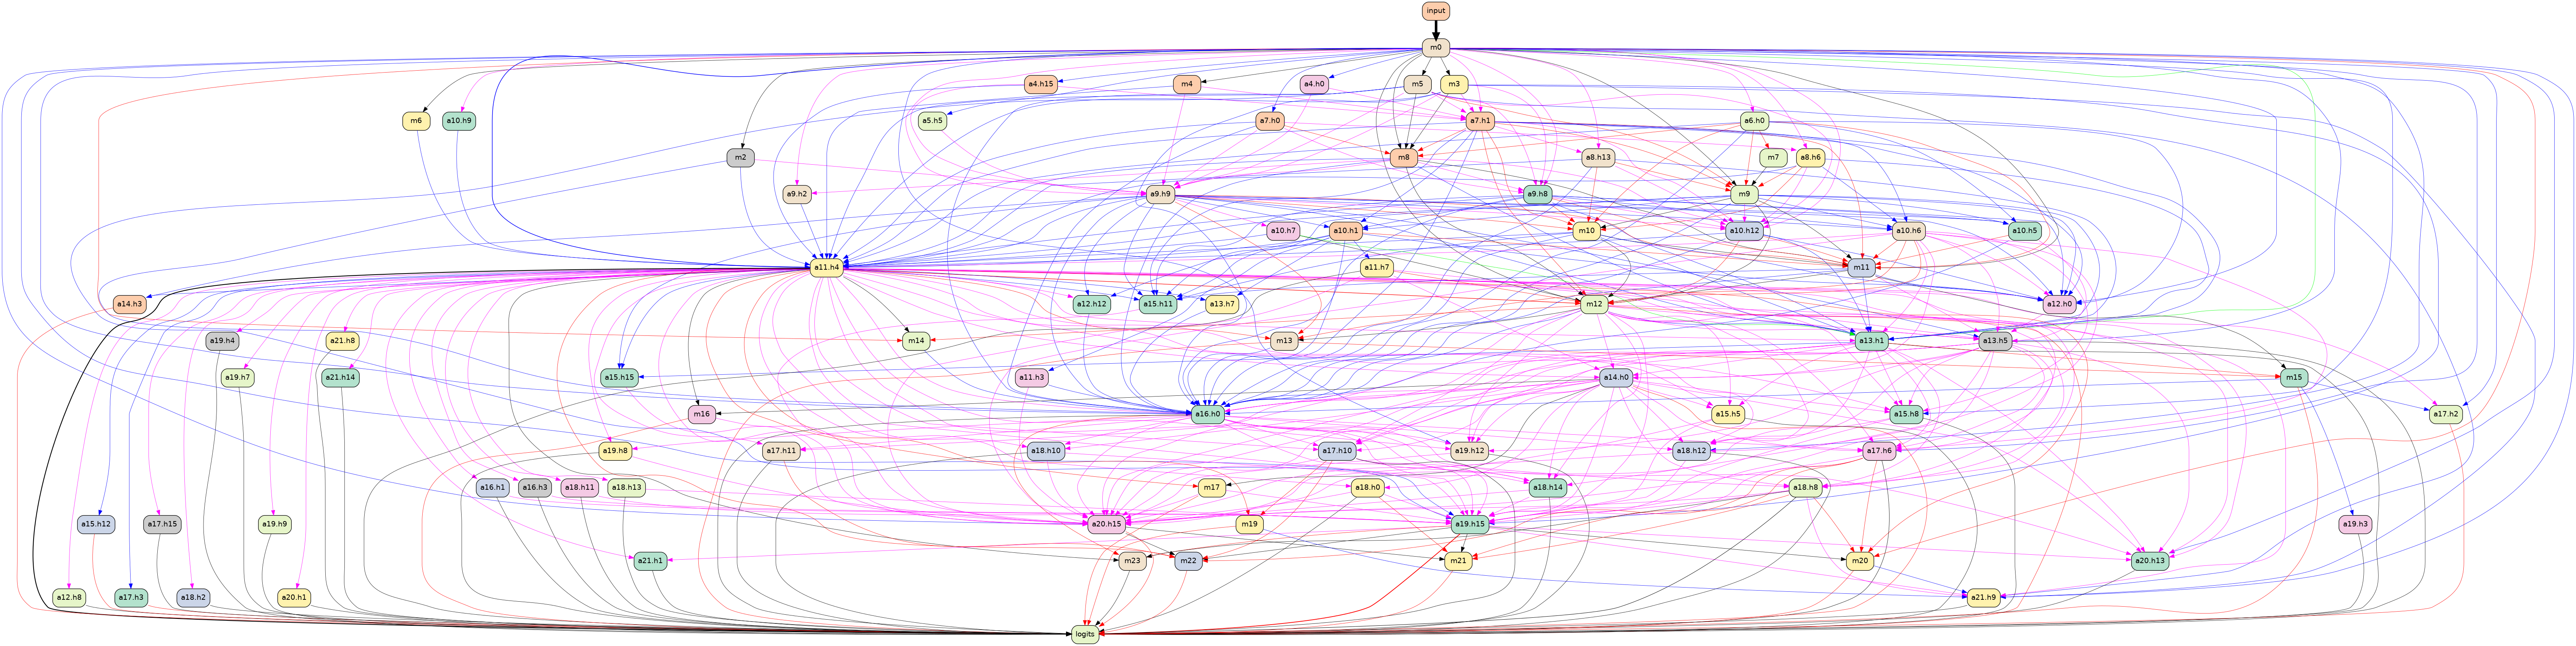 input
m0
a4.h15 m4 a4.h0 m5 m3
m6 a10.h9 a5.h5 a7.h0 a7.h1 a6.h0
m2 m8 a8.h13 m7 a8.h6
a9.h2 a9.h9 a9.h8 m9
a10.h7 a10.h1 m10 a10.h12 a10.h6 a10.h5
a11.h4 a11.h7 m11
a14.h3 a12.h12 a15.h11 a13.h7 m12 a12.h0
a19.h4 a21.h8 m14 m13 a13.h1 a13.h5
a19.h7 a21.h14 a15.h15 a11.h3 a14.h0 m15
m16 a16.h0 a15.h5 a15.h8 a17.h2
a19.h8 a17.h11 a18.h10 a17.h10 a19.h12 a18.h12 a17.h6
a16.h1 a16.h3 a18.h11 a18.h13 m17 a18.h14 a18.h0 a18.h8
a15.h12 a17.h15 a19.h9 a20.h15 m19 a19.h15 a19.h3
a21.h1 m23 m22 m21 m20 a20.h13
a12.h8 a17.h3 a18.h2 a20.h1 a21.h9
logits